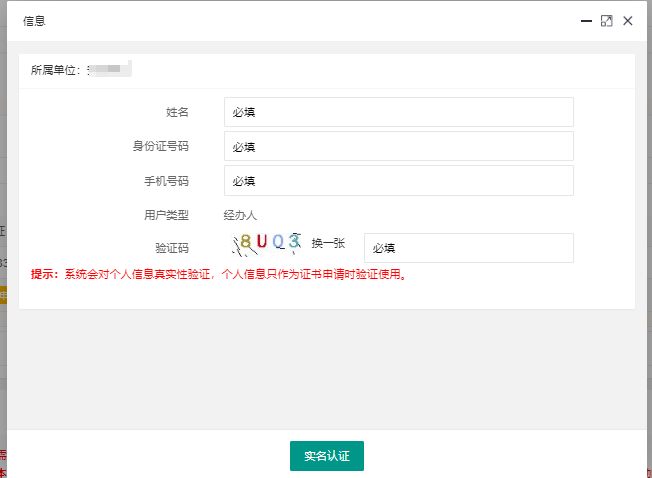 信息
所属单位：
姓名 必填
身份证号码 必填
手机号码 必填
用户类型 经办人
验证码 8UQ3 换一张 必填
提示：系统会对个人信息真实性验证，个人信息只作为证书申请时验证使用。
实名认证